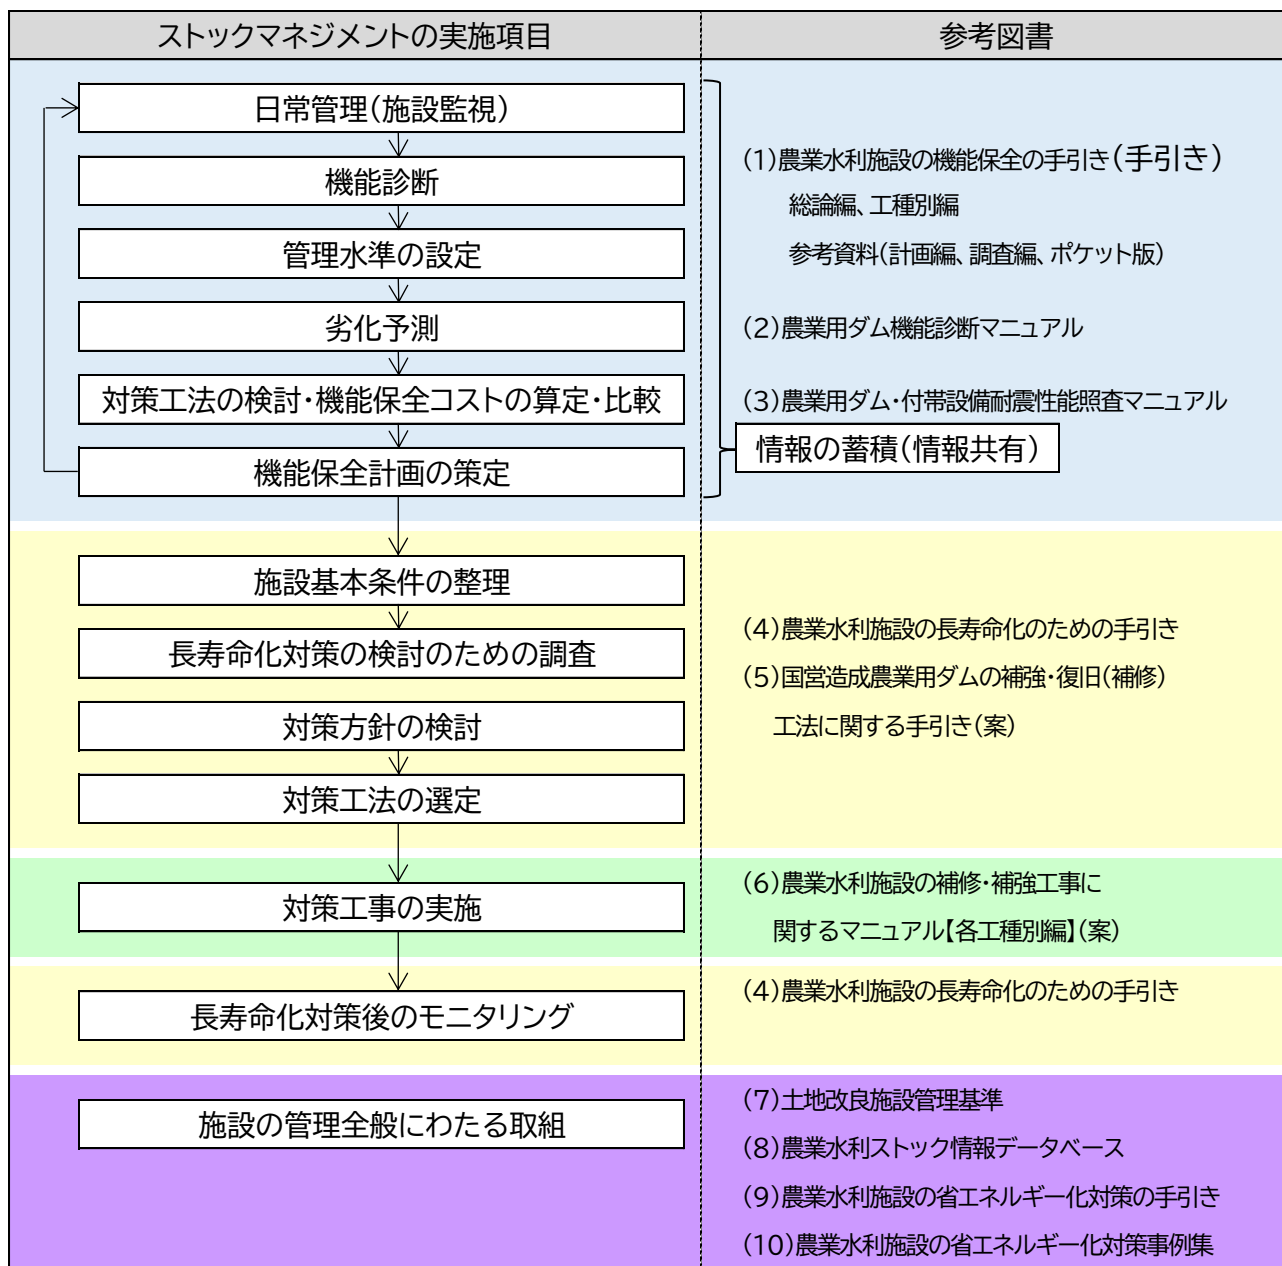 ストックマネジメントの実施項目
参考図書
日常管理(施設監視)
機能診断
管理水準の設定
劣化予測
対策工法の検討・機能保全コストの算定・比較
機能保全計画の策定
(1)農業水利施設の機能保全の手引き(手引き)
総論編、工種別編
参考資料(計画編、調査編、ポケット版)
(2)農業用ダム機能診断マニュアル
(3)農業用ダム・付帯設備耐震性能照査マニュアル
情報の蓄積(情報共有)
施設基本条件の整理
長寿命化対策の検討のための調査
対策方針の検討
対策工法の選定
(4)農業水利施設の長寿命化のための手引き
(5)国営造成農業用ダムの補強・復旧(補修)
工法に関する手引き(案)
対策工事の実施
(6)農業水利施設の補修・補強工事に
関するマニュアル【各工種別編】(案)
長寿命化対策後のモニタリング
(4)農業水利施設の長寿命化のための手引き
施設の管理全般にわたる取組
(7)土地改良施設管理基準
(8)農業水利ストック情報データベース
(9)農業水利施設の省エネルギー化対策の手引き
(10)農業水利施設の省エネルギー化対策事例集